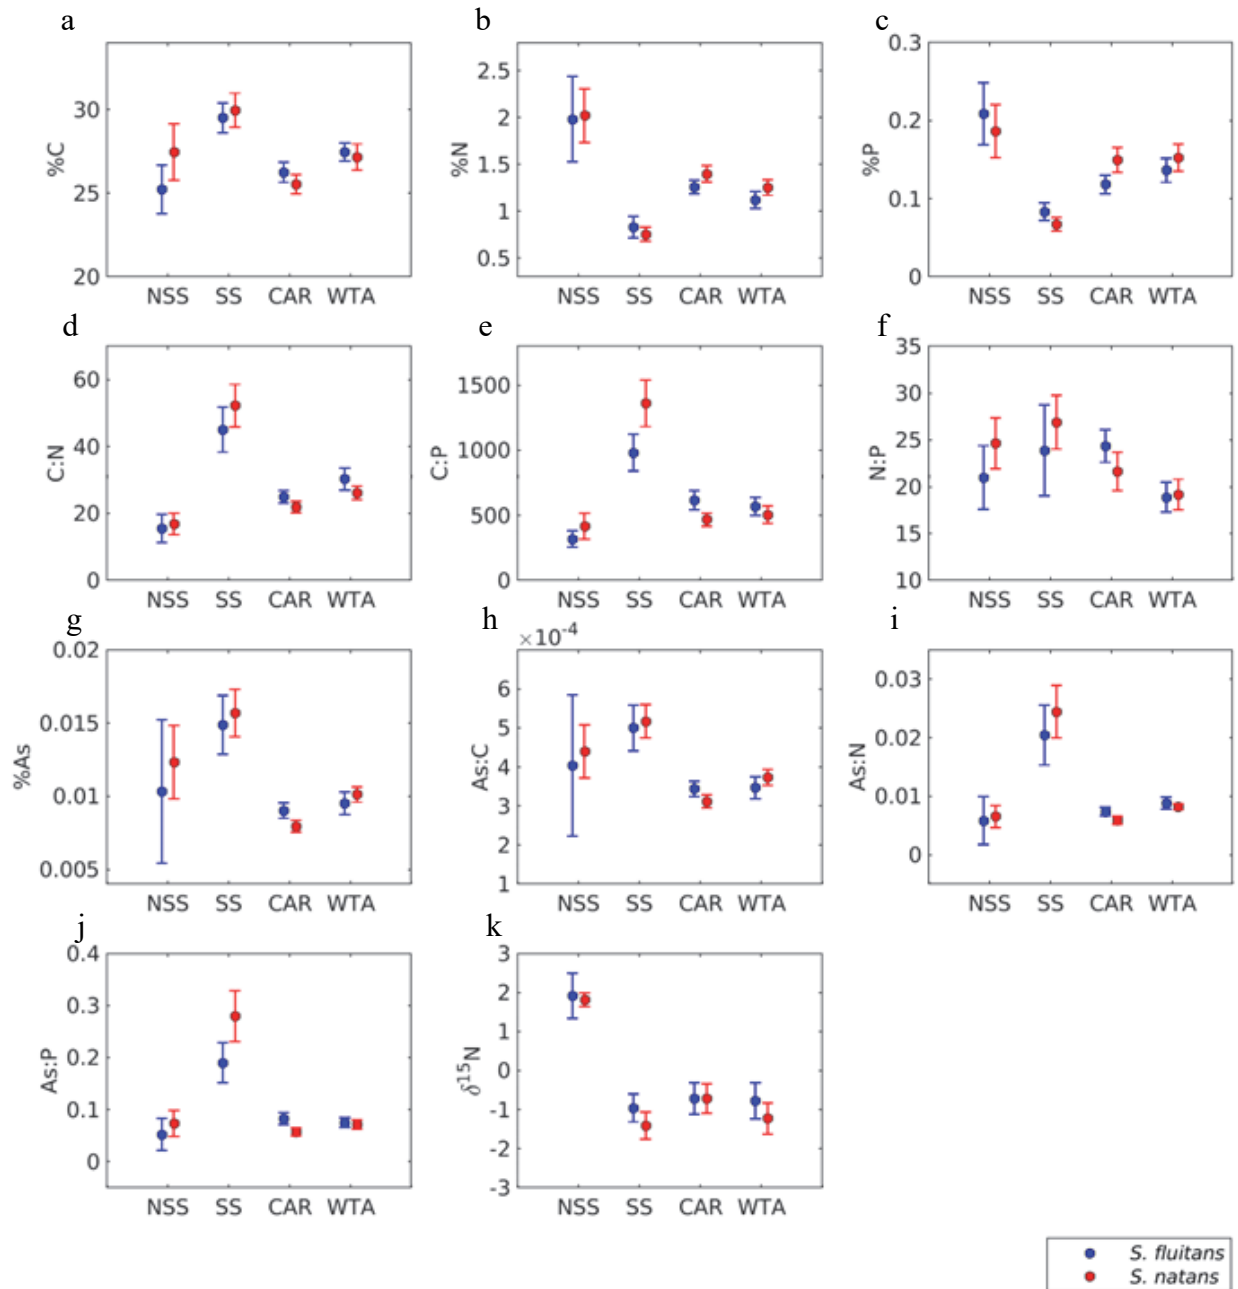 a b c
%C
30
25
20
NSS SS CAR WTA
%N
2.5
2
1.5
1
0.5
NSS SS CAR WTA
%P
0.3
0.2
0.1
0
NSS SS CAR WTA
d e f
C:N
60
40
20
0
NSS SS CAR WTA
C:P
1500
1000
500
0
NSS SS CAR WTA
N:P
35
30
25
20
15
10
NSS SS CAR WTA
g h i
%As
0.02
0.015
0.01
0.005
NSS SS CAR WTA
×10⁻⁴
As:C
6
5
4
3
2
1
NSS SS CAR WTA
As:N
0.03
0.02
0.01
0
NSS SS CAR WTA
j k
As:P
0.4
0.3
0.2
0.1
0
NSS SS CAR WTA
δ¹⁵N
3
2
1
0
-1
-2
-3
NSS SS CAR WTA
S. fluitans
S. natans